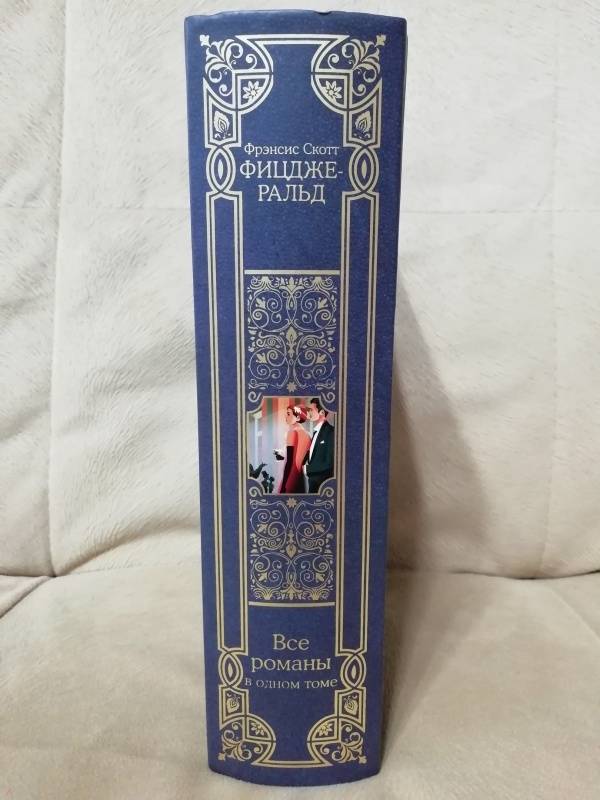 Фрэнсис Скотт
ФИЦДЖЕ-
РАЛЬД
Все
романы
в одном томе